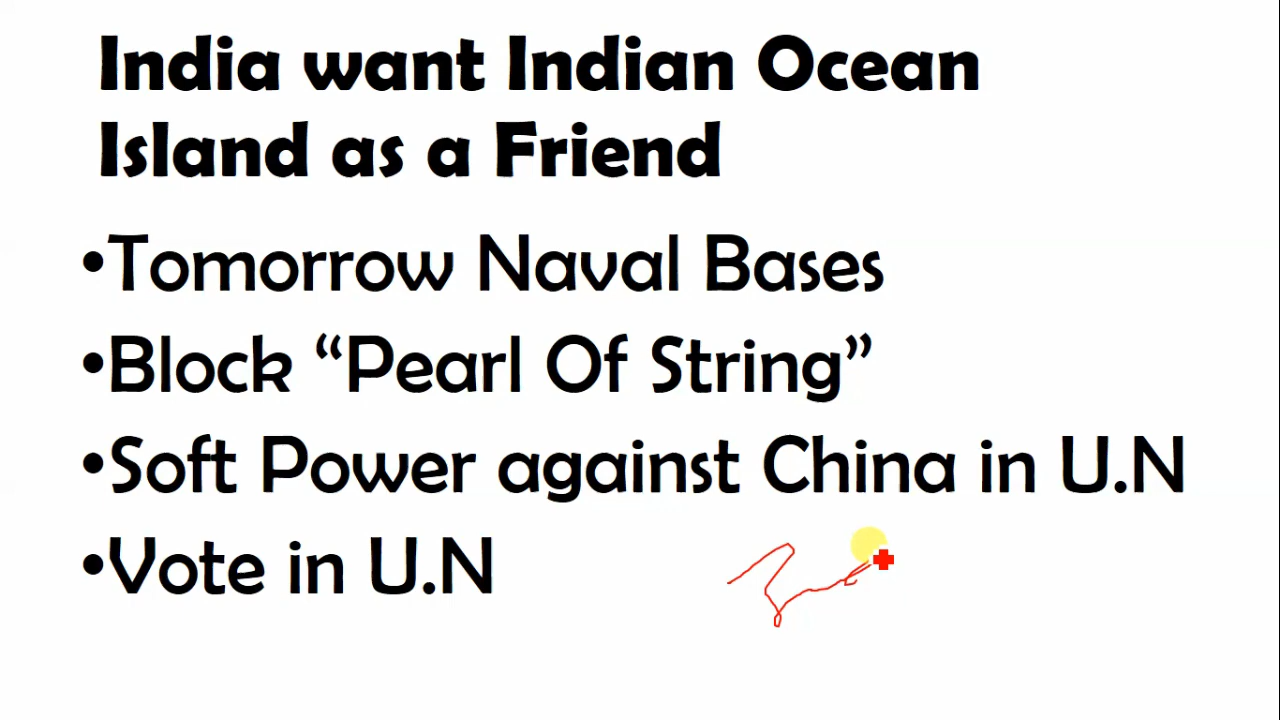 India want Indian Ocean
Island as a Friend
•Tomorrow Naval Bases
•Block “Pearl Of String”
•Soft Power against China in U.N
•Vote in U.N